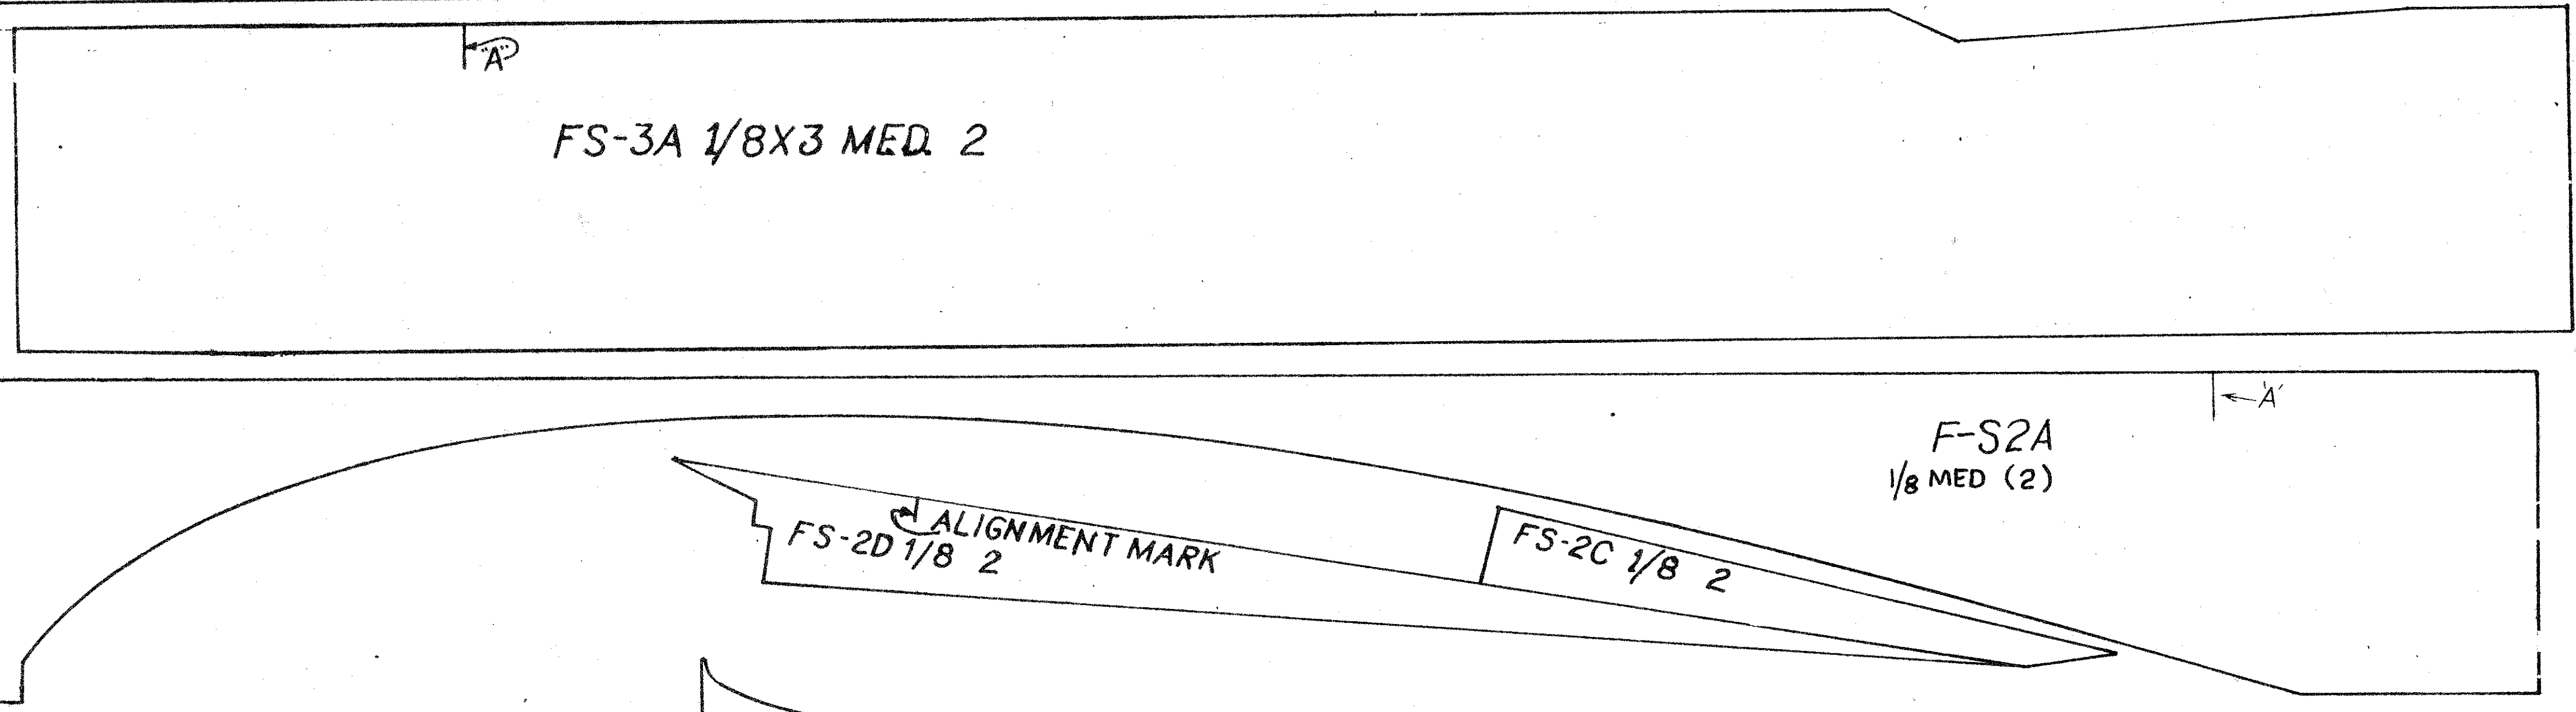 "A"
FS-3A 1/8X3 MED. 2
'A'
F-S2A
1/8 MED (2)
ALIGNMENT MARK
FS-2D 1/8 2
FS-2C 1/8 2